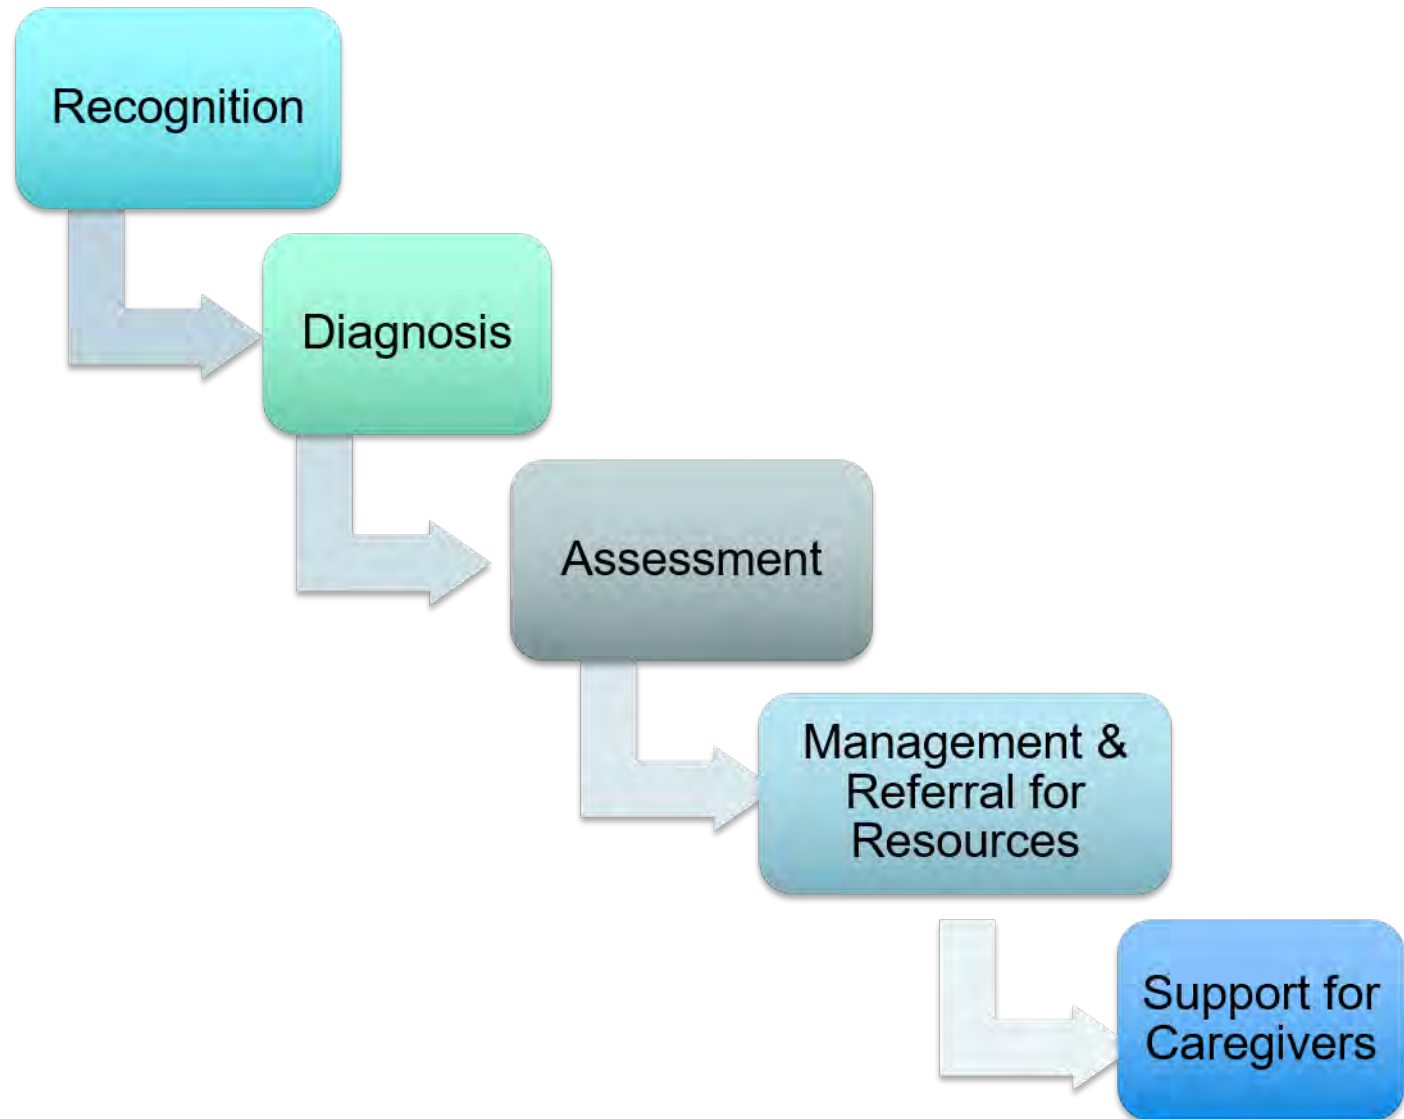 Recognition
Diagnosis
Assessment
Management &
Referral for
Resources
Support for
Caregivers